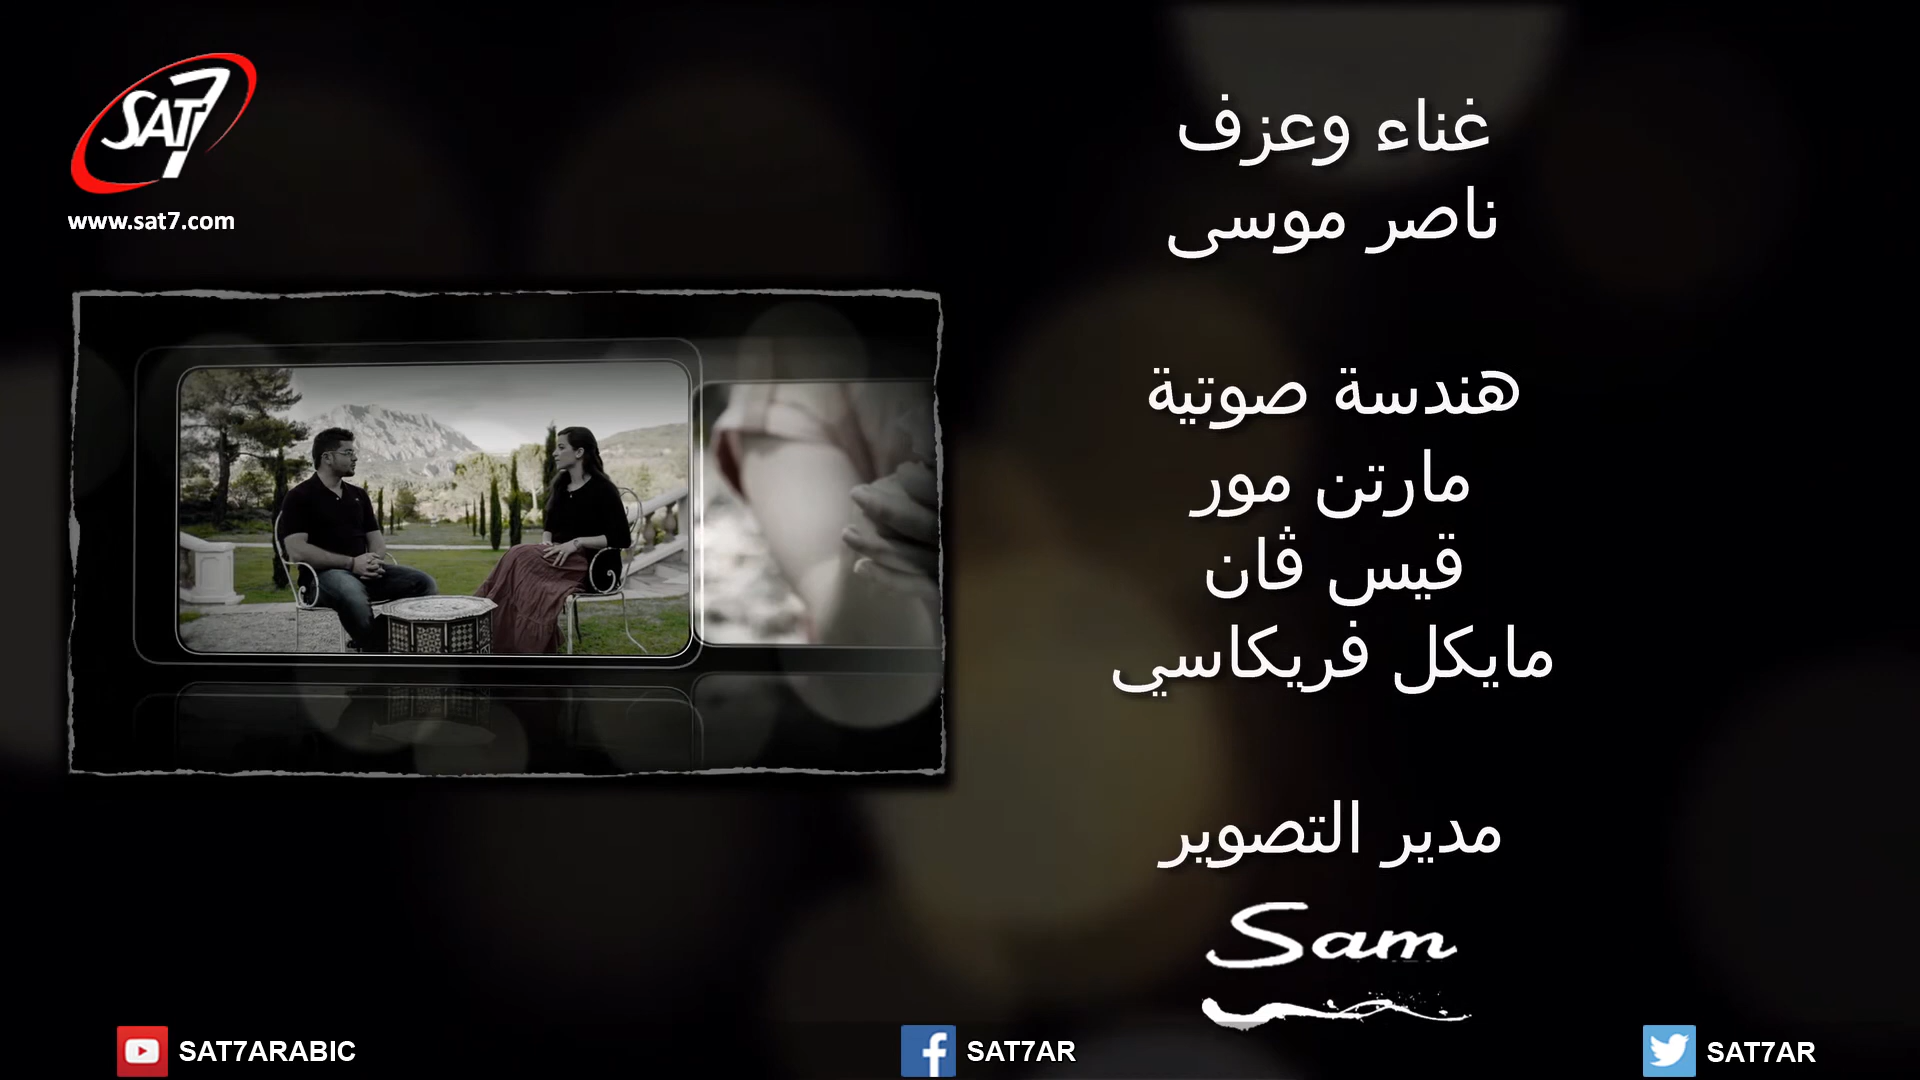 SAT7
www.sat7.com
غناء وعزف
ناصر موسى
هندسة صوتية
مارتن مور
قيس ڤان
مايكل فريكاسي
مدير التصوير
Sam
SAT7ARABIC
SAT7AR
SAT7AR